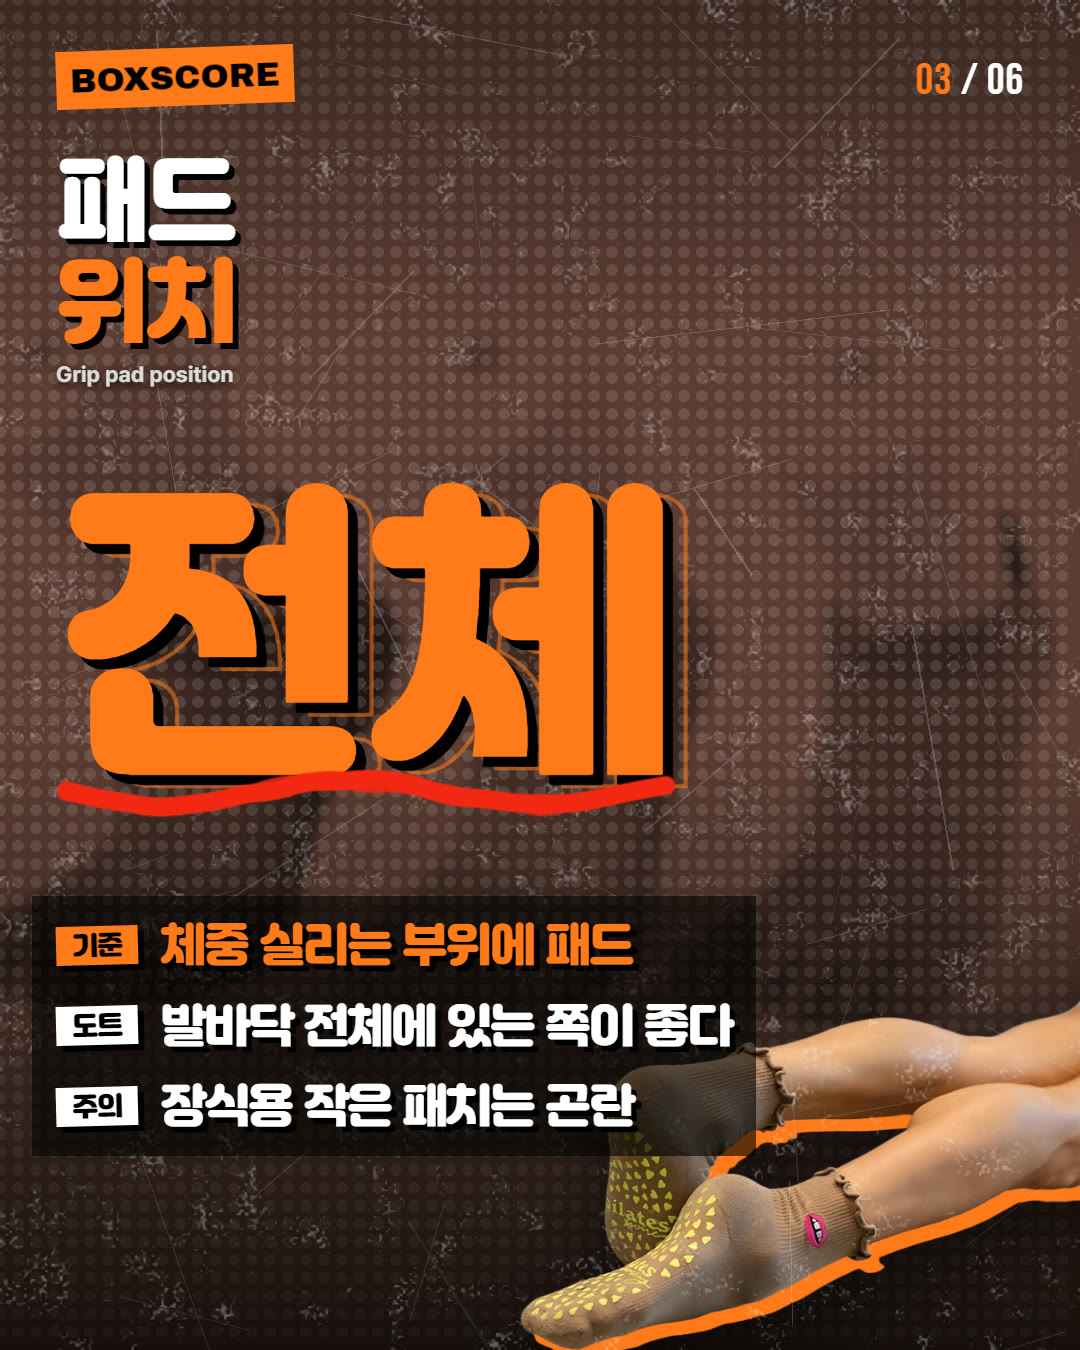 BOXSCORE
03 / 06
패드
위치
Grip pad position
전체
기준 체중 실리는 부위에 패드
도트 발바닥 전체에 있는 쪽이 좋다
주의 장식용 작은 패치는 곤란
ilates